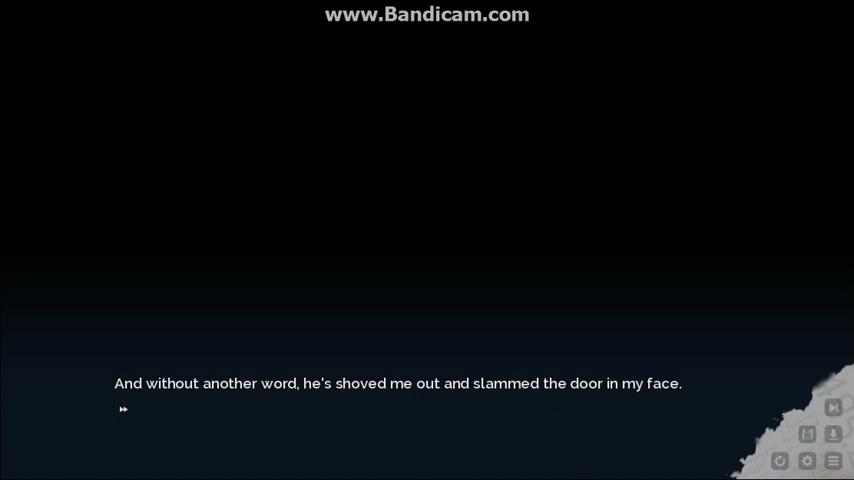 www.Bandicam.com
And without another word, he's shoved me out and slammed the door in my face.